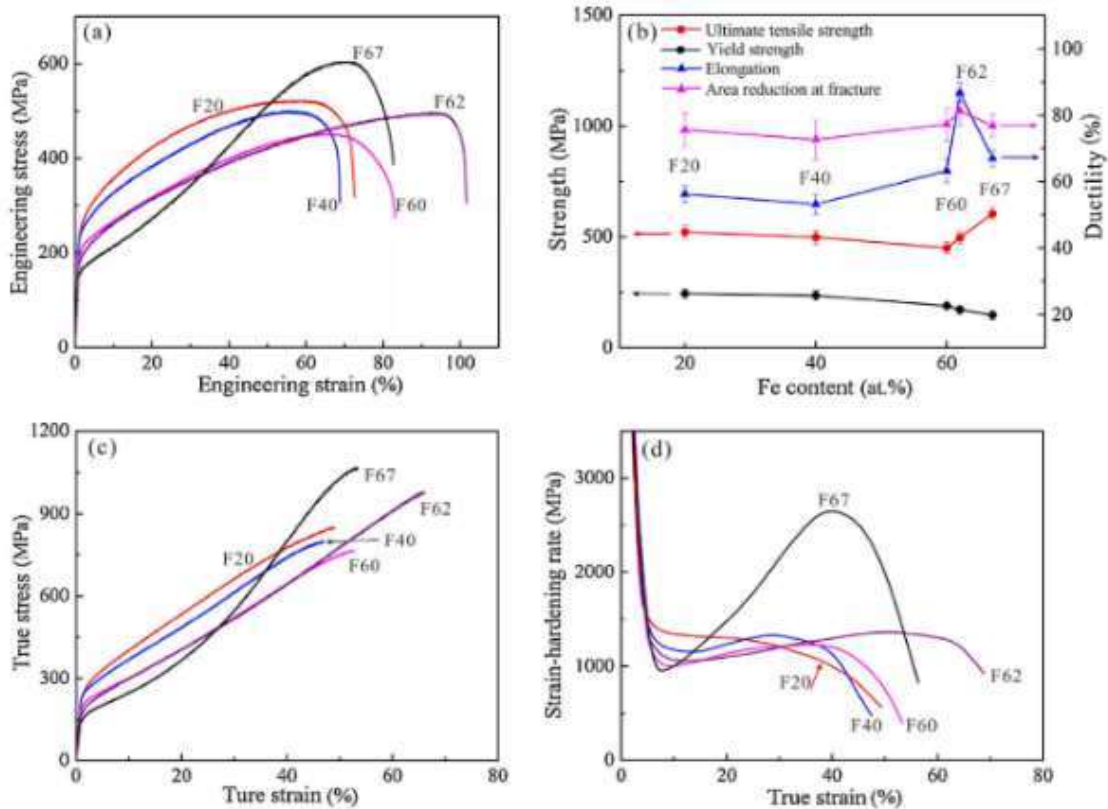 (a)
F67
F20
F62
F40
F60
Engineering stress (MPa)
600
400
200
0
0 20 40 60 80 100
Engineering strain (%)
(b)
Ultimate tensile strength
Yield strength
Elongation
Area reduction at fracture
F62
F20
F40
F60
F67
Strength (MPa)
1500
1000
500
0
Ductility (%)
100
80
60
40
20
20 40 60
Fe content (at.%)
(c)
F67
F62
F20
F40
F60
True stress (MPa)
1200
900
600
300
0
0 20 40 60 80
Ture strain (%)
(d)
F67
F20
F40
F60
F62
Strain-hardening rate (MPa)
3000
2000
1000
0
0 20 40 60 80
True strain (%)